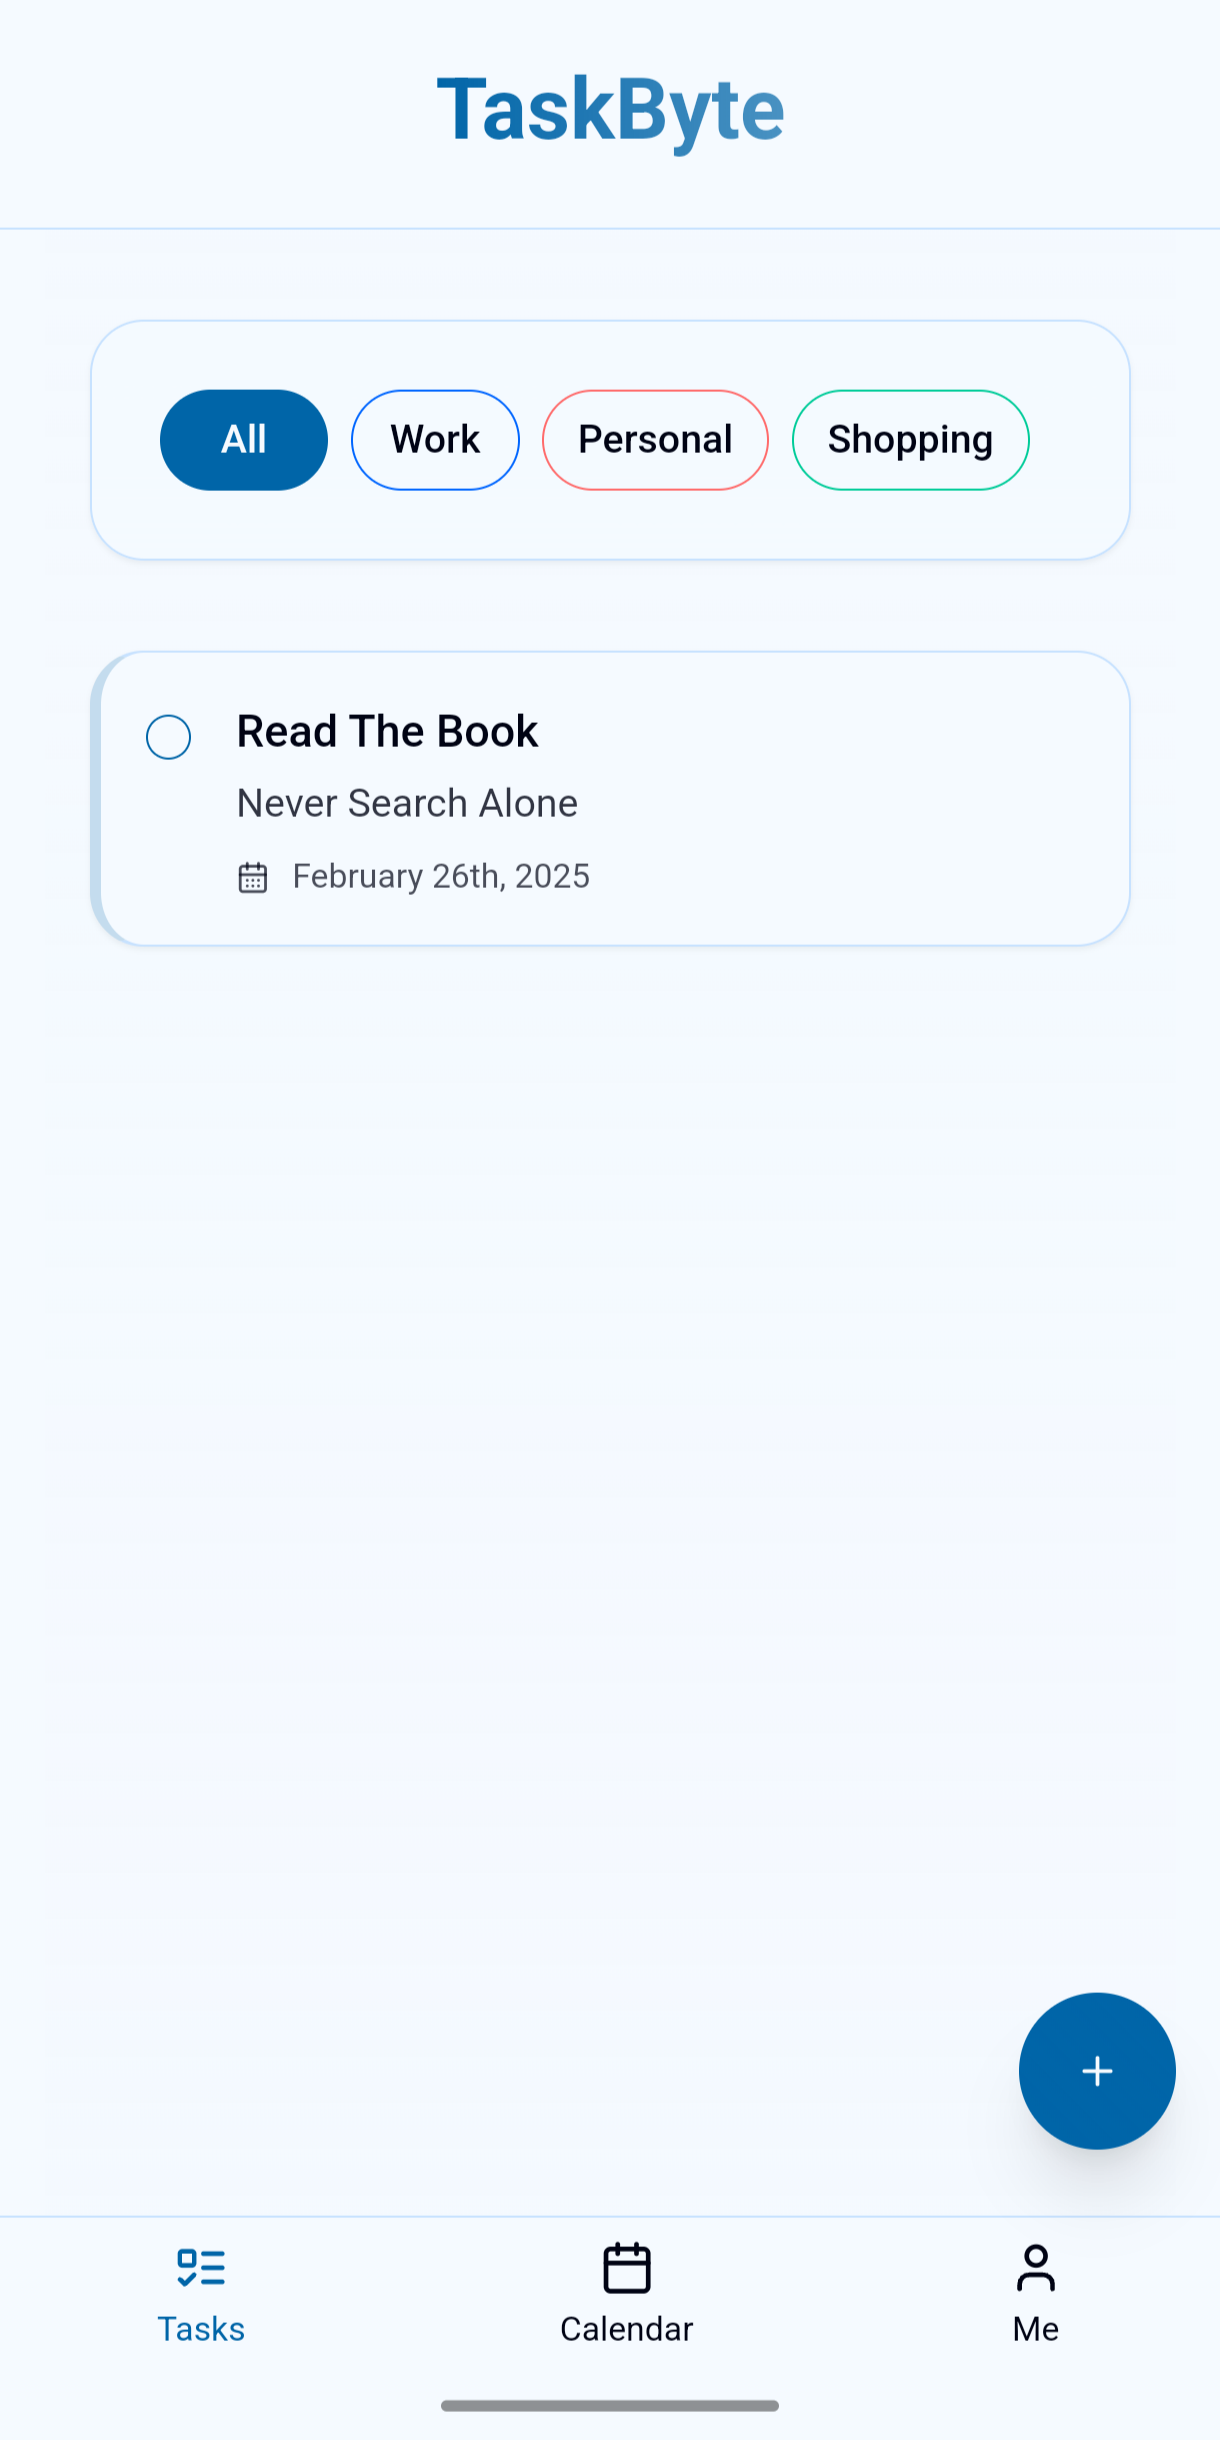 TaskByte
All Work Personal Shopping
Read The Book
Never Search Alone
February 26th, 2025
Tasks Calendar Me